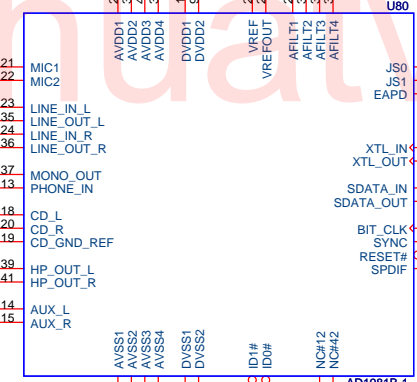 U80
AVDD1
AVDD2
AVDD3
AVDD4
DVDD1
DVDD2
VREF
VREFOUT
AFILT1
AFILT2
AFILT3
AFILT4
21 MIC1
22 MIC2
23 LINE_IN_L
35 LINE_OUT_L
24 LINE_IN_R
36 LINE_OUT_R
37 MONO_OUT
13 PHONE_IN
18 CD_L
20 CD_R
19 CD_GND_REF
39 HP_OUT_L
41 HP_OUT_R
14 AUX_L
15 AUX_R
JS0
JS1
EAPD
XTL_IN
XTL_OUT
SDATA_IN
SDATA_OUT
BIT_CLK
SYNC
RESET#
SPDIF
AVSS1
AVSS2
AVSS3
AVSS4
DVSS1
DVSS2
ID1#
ID0#
NC#12
NC#42